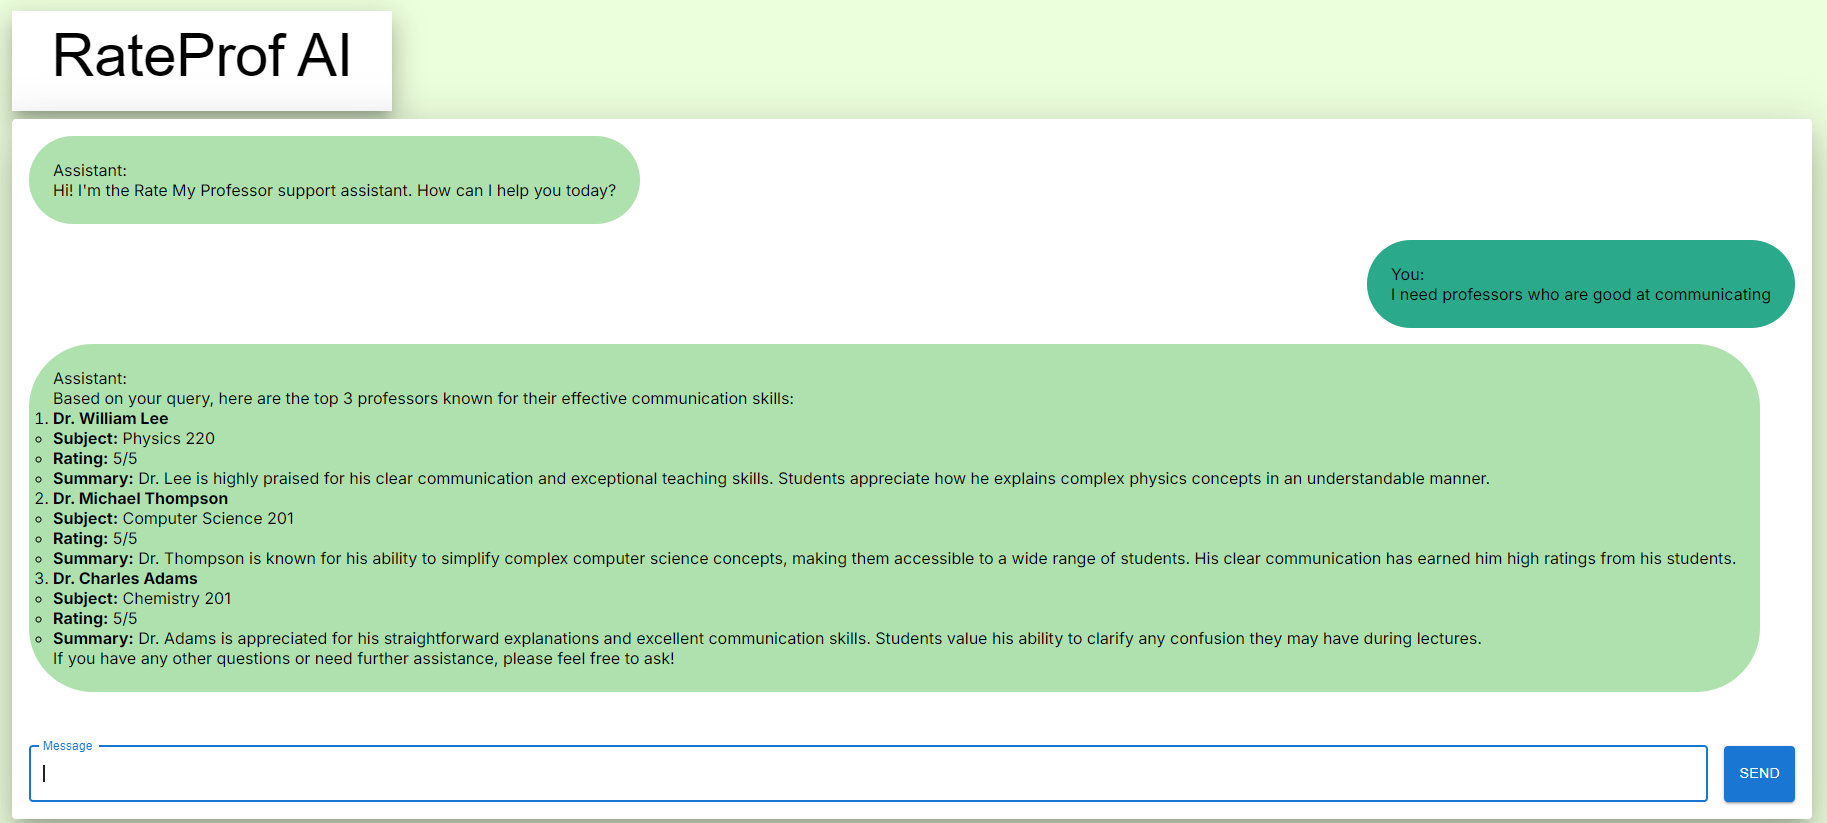 RateProf AI
Assistant:
Hi! I'm the Rate My Professor support assistant. How can I help you today?
You:
I need professors who are good at communicating
Assistant:
Based on your query, here are the top 3 professors known for their effective communication skills:
1. Dr. William Lee
◦ Subject: Physics 220
◦ Rating: 5/5
◦ Summary: Dr. Lee is highly praised for his clear communication and exceptional teaching skills. Students appreciate how he explains complex physics concepts in an understandable manner.
2. Dr. Michael Thompson
◦ Subject: Computer Science 201
◦ Rating: 5/5
◦ Summary: Dr. Thompson is known for his ability to simplify complex computer science concepts, making them accessible to a wide range of students. His clear communication has earned him high ratings from his students.
3. Dr. Charles Adams
◦ Subject: Chemistry 201
◦ Rating: 5/5
◦ Summary: Dr. Adams is appreciated for his straightforward explanations and excellent communication skills. Students value his ability to clarify any confusion they may have during lectures.
If you have any other questions or need further assistance, please feel free to ask!
Message
SEND